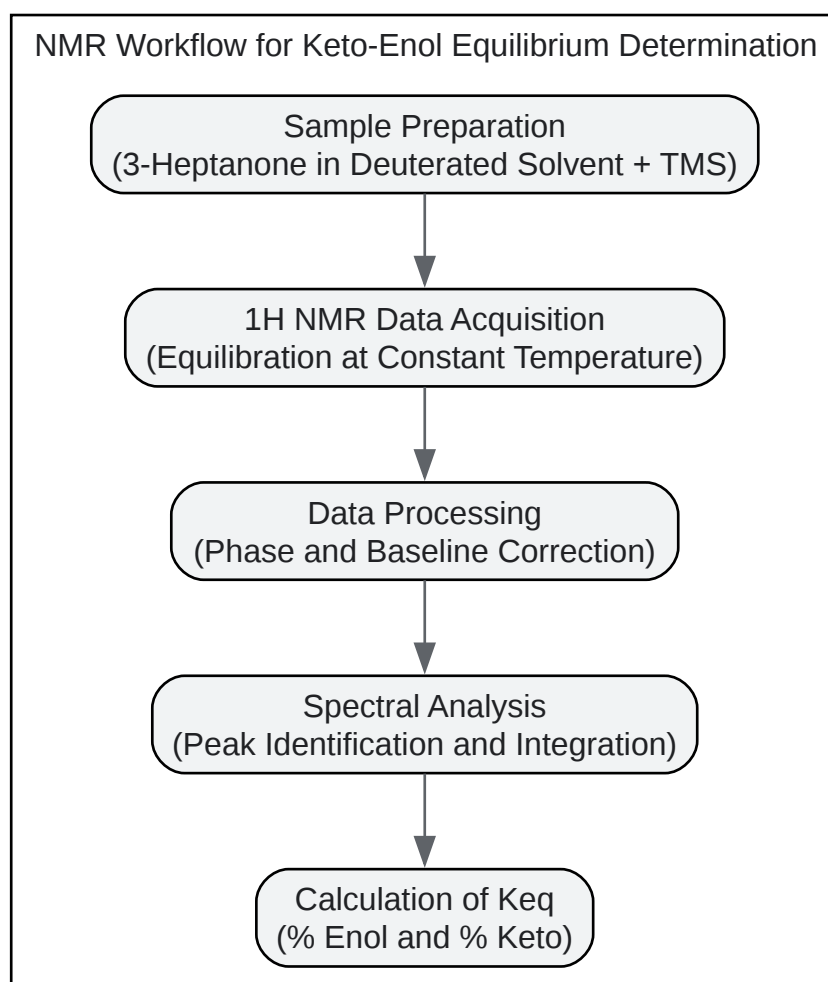 NMR Workflow for Keto-Enol Equilibrium Determination
Sample Preparation
(3-Heptanone in Deuterated Solvent + TMS)
1H NMR Data Acquisition
(Equilibration at Constant Temperature)
Data Processing
(Phase and Baseline Correction)
Spectral Analysis
(Peak Identification and Integration)
Calculation of Keq
(% Enol and % Keto)